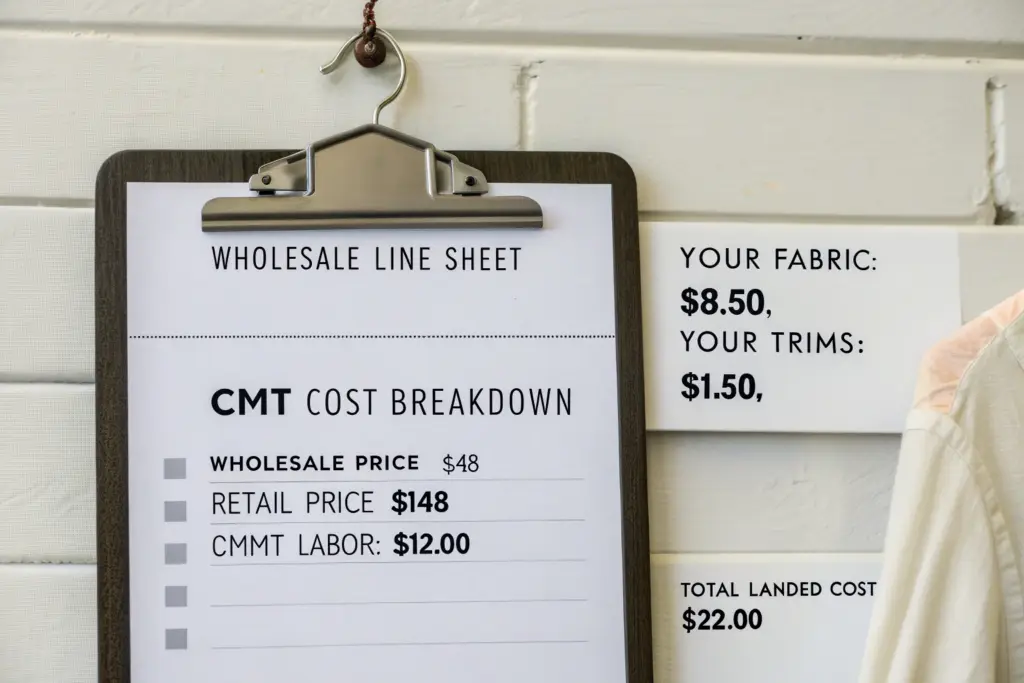 WHOLESALE LINE SHEET
CMT COST BREAKDOWN
WHOLESALE PRICE $48
RETAIL PRICE $148
CMMT LABOR: $12.00
YOUR FABRIC:
$8.50,
YOUR TRIMS:
$1.50,
TOTAL LANDED COST
$22.00